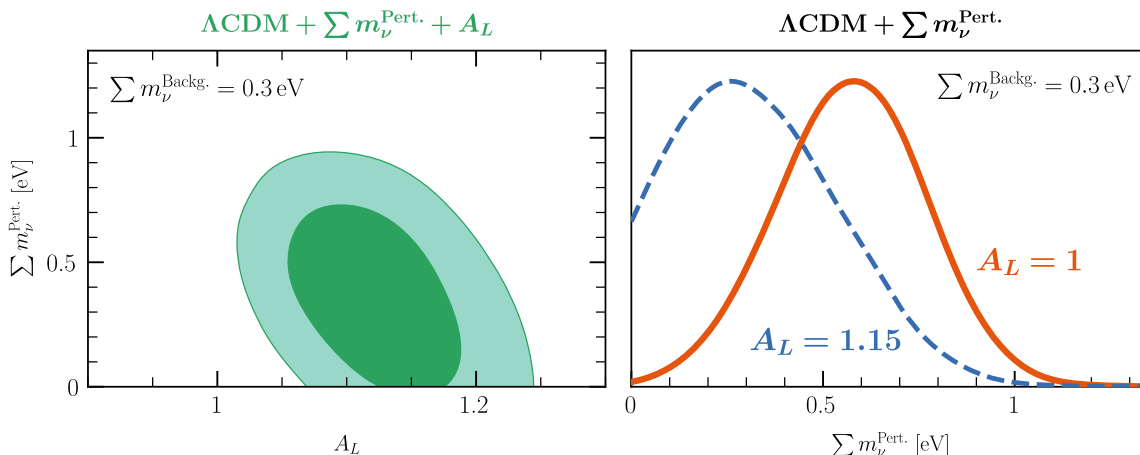 ΛCDM + ∑ m_ν^Pert. + A_L
∑ m_ν^Backg. = 0.3 eV
1
0.5
0
∑ m_ν^Pert. [eV]
1
1.2
A_L
ΛCDM + ∑ m_ν^Pert.
∑ m_ν^Backg. = 0.3 eV
A_L = 1
A_L = 1.15
0
0.5
1
∑ m_ν^Pert. [eV]